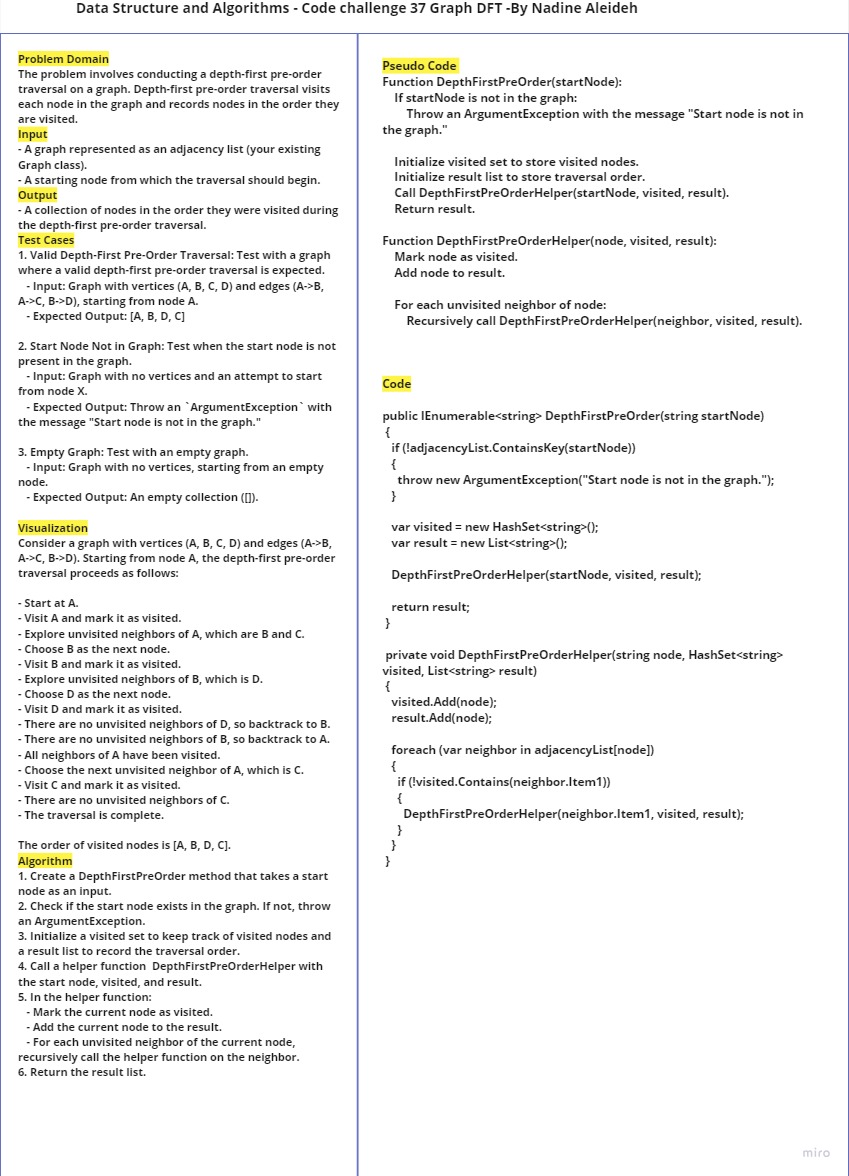 Data Structure and Algorithms - Code challenge 37 Graph DFT -By Nadine Aleideh
Problem Domain
The problem involves conducting a depth-first pre-order
traversal on a graph. Depth-first pre-order traversal visits
each node in the graph and records nodes in the order they
are visited.
Input
- A graph represented as an adjacency list (your existing
Graph class).
- A starting node from which the traversal should begin.
Output
- A collection of nodes in the order they were visited during
the depth-first pre-order traversal.
Test Cases
1. Valid Depth-First Pre-Order Traversal: Test with a graph
where a valid depth-first pre-order traversal is expected.
- Input: Graph with vertices (A, B, C, D) and edges (A->B,
A->C, B->D), starting from node A.
- Expected Output: [A, B, D, C]
2. Start Node Not in Graph: Test when the start node is not
present in the graph.
- Input: Graph with no vertices and an attempt to start
from node X.
- Expected Output: Throw an `ArgumentException` with
the message "Start node is not in the graph."
3. Empty Graph: Test with an empty graph.
- Input: Graph with no vertices, starting from an empty
node.
- Expected Output: An empty collection ([]).
Visualization
Consider a graph with vertices (A, B, C, D) and edges (A->B,
A->C, B->D). Starting from node A, the depth-first pre-order
traversal proceeds as follows:
- Start at A.
- Visit A and mark it as visited.
- Explore unvisited neighbors of A, which are B and C.
- Choose B as the next node.
- Visit B and mark it as visited.
- Explore unvisited neighbors of B, which is D.
- Choose D as the next node.
- Visit D and mark it as visited.
- There are no unvisited neighbors of D, so backtrack to B.
- There are no unvisited neighbors of B, so backtrack to A.
- All neighbors of A have been visited.
- Choose the next unvisited neighbor of A, which is C.
- Visit C and mark it as visited.
- There are no unvisited neighbors of C.
- The traversal is complete.
The order of visited nodes is [A, B, D, C].
Algorithm
1. Create a DepthFirstPreOrder method that takes a start
node as an input.
2. Check if the start node exists in the graph. If not, throw
an ArgumentException.
3. Initialize a visited set to keep track of visited nodes and
a result list to record the traversal order.
4. Call a helper function  DepthFirstPreOrderHelper with
the start node, visited, and result.
5. In the helper function:
- Mark the current node as visited.
- Add the current node to the result.
- For each unvisited neighbor of the current node,
recursively call the helper function on the neighbor.
6. Return the result list.
Pseudo Code
Function DepthFirstPreOrder(startNode):
If startNode is not in the graph:
Throw an ArgumentException with the message "Start node is not in
the graph."
Initialize visited set to store visited nodes.
Initialize result list to store traversal order.
Call DepthFirstPreOrderHelper(startNode, visited, result).
Return result.
Function DepthFirstPreOrderHelper(node, visited, result):
Mark node as visited.
Add node to result.
For each unvisited neighbor of node:
Recursively call DepthFirstPreOrderHelper(neighbor, visited, result).
Code
public IEnumerable<string> DepthFirstPreOrder(string startNode)
{
if (!adjacencyList.ContainsKey(startNode))
{
throw new ArgumentException("Start node is not in the graph.");
}
var visited = new HashSet<string>();
var result = new List<string>();
DepthFirstPreOrderHelper(startNode, visited, result);
return result;
}
private void DepthFirstPreOrderHelper(string node, HashSet<string>
visited, List<string> result)
{
visited.Add(node);
result.Add(node);
foreach (var neighbor in adjacencyList[node])
{
if (!visited.Contains(neighbor.Item1))
{
DepthFirstPreOrderHelper(neighbor.Item1, visited, result);
}
}
}
miro